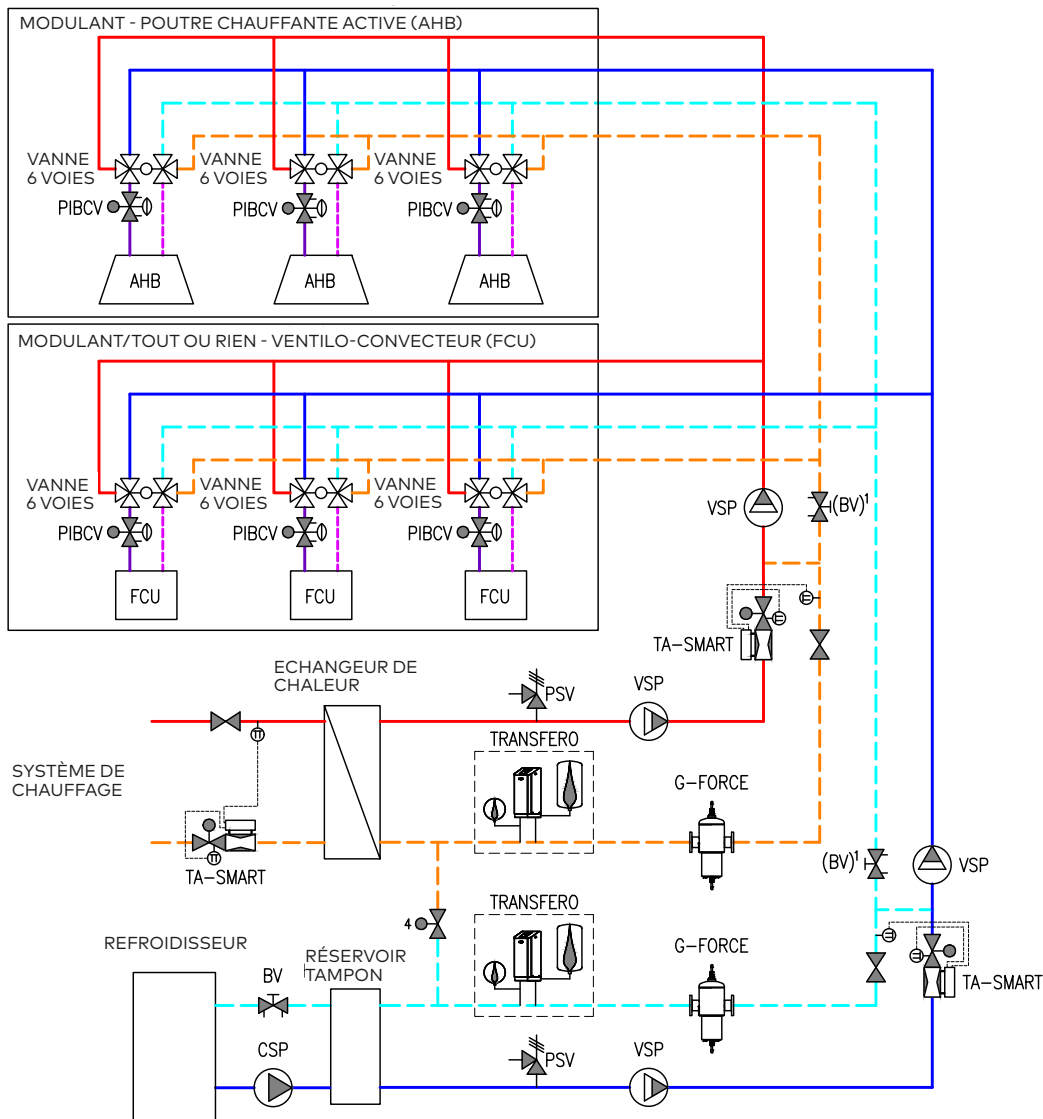 MODULANT - POUTRE CHAUFFANTE ACTIVE (AHB)
VANNE
6 VOIES
VANNE
6 VOIES
VANNE
6 VOIES
PIBCV
PIBCV
PIBCV
AHB
AHB
AHB
MODULANT/TOUT OU RIEN - VENTILO-CONVECTEUR (FCU)
VANNE
6 VOIES
VANNE
6 VOIES
VANNE
6 VOIES
PIBCV
PIBCV
PIBCV
FCU
FCU
FCU
VSP
(BV)¹
TA-SMART
ECHANGEUR DE
CHALEUR
PSV
VSP
TRANSFERO
G-FORCE
SYSTÈME DE
CHAUFFAGE
TA-SMART
(BV)¹
VSP
4
TRANSFERO
G-FORCE
REFROIDISSEUR
RÉSERVOIR
TAMPON
BV
TA-SMART
CSP
PSV
VSP